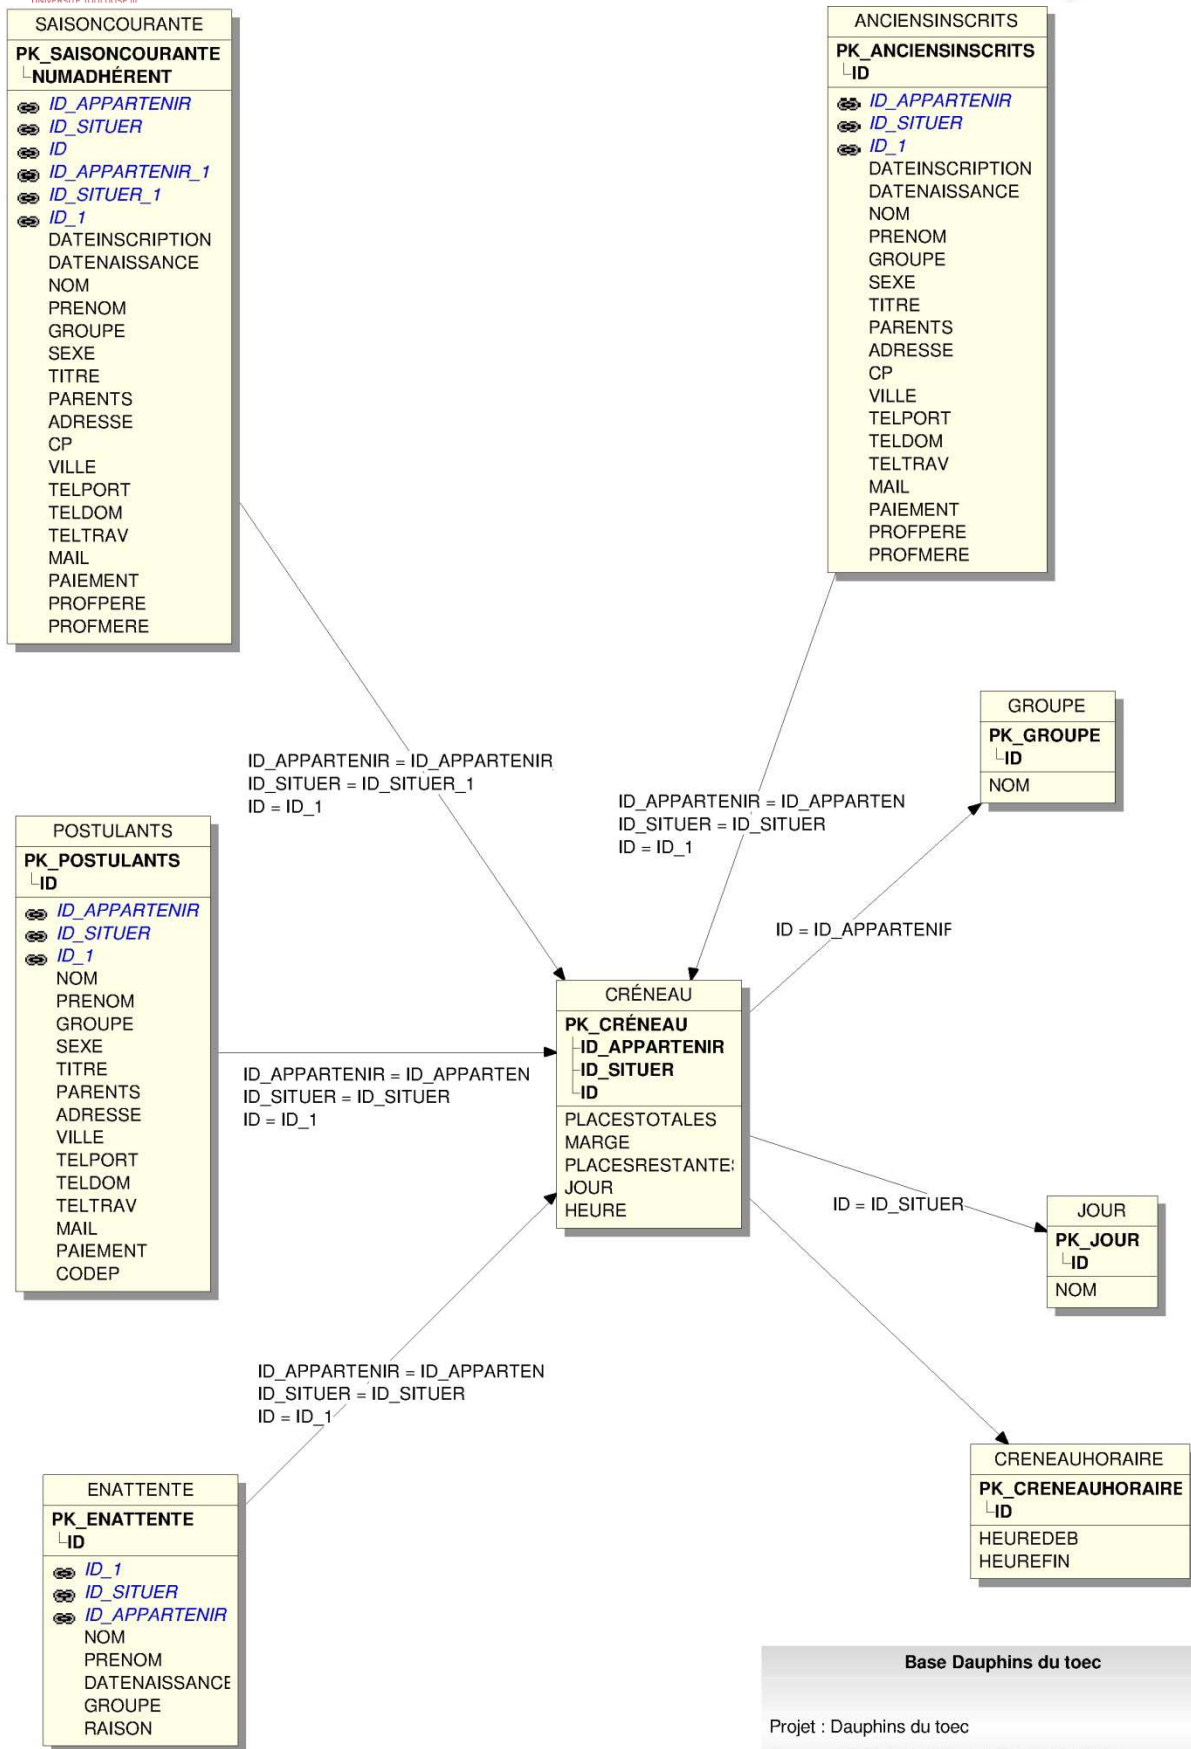 UNIVERSITE TOULOUSE III
SAISONCOURANTE
PK_SAISONCOURANTE
NUMADHÉRENT
ID_APPARTENIR
ID_SITUER
ID
ID_APPARTENIR_1
ID_SITUER_1
ID_1
DATEINSCRIPTION
DATENAISSANCE
NOM
PRENOM
GROUPE
SEXE
TITRE
PARENTS
ADRESSE
CP
VILLE
TELPORT
TELDOM
TELTRAV
MAIL
PAIEMENT
PROFPERE
PROFMERE
ANCIENSINSCRITS
PK_ANCIENSINSCRITS
ID
ID_APPARTENIR
ID_SITUER
ID_1
DATEINSCRIPTION
DATENAISSANCE
NOM
PRENOM
GROUPE
SEXE
TITRE
PARENTS
ADRESSE
CP
VILLE
TELPORT
TELDOM
TELTRAV
MAIL
PAIEMENT
PROFPERE
PROFMERE
ID_APPARTENIR = ID_APPARTENIR_
ID_SITUER = ID_SITUER_1
ID = ID_1
ID_APPARTENIR = ID_APPARTEN
ID_SITUER = ID_SITUER
ID = ID_1
GROUPE
PK_GROUPE
ID
NOM
ID = ID_APPARTENIF
POSTULANTS
PK_POSTULANTS
ID
ID_APPARTENIR
ID_SITUER
ID_1
NOM
PRENOM
GROUPE
SEXE
TITRE
PARENTS
ADRESSE
VILLE
TELPORT
TELDOM
TELTRAV
MAIL
PAIEMENT
CODEP
ID_APPARTENIR = ID_APPARTEN
ID_SITUER = ID_SITUER
ID = ID_1
CRÉNEAU
PK_CRÉNEAU
ID_APPARTENIR
ID_SITUER
ID
PLACESTOTALES
MARGE
PLACESRESTANTES
JOUR
HEURE
ID = ID_SITUER
JOUR
PK_JOUR
ID
NOM
ID_APPARTENIR = ID_APPARTEN
ID_SITUER = ID_SITUER
ID = ID_1
CRENEAUHORAIRE
PK_CRENEAUHORAIRE
ID
HEUREDEB
HEUREFIN
ENATTENTE
PK_ENATTENTE
ID
ID_1
ID_SITUER
ID_APPARTENIR
NOM
PRENOM
DATENAISSANCE
GROUPE
RAISON
Base Dauphins du toec
Projet : Dauphins du toec